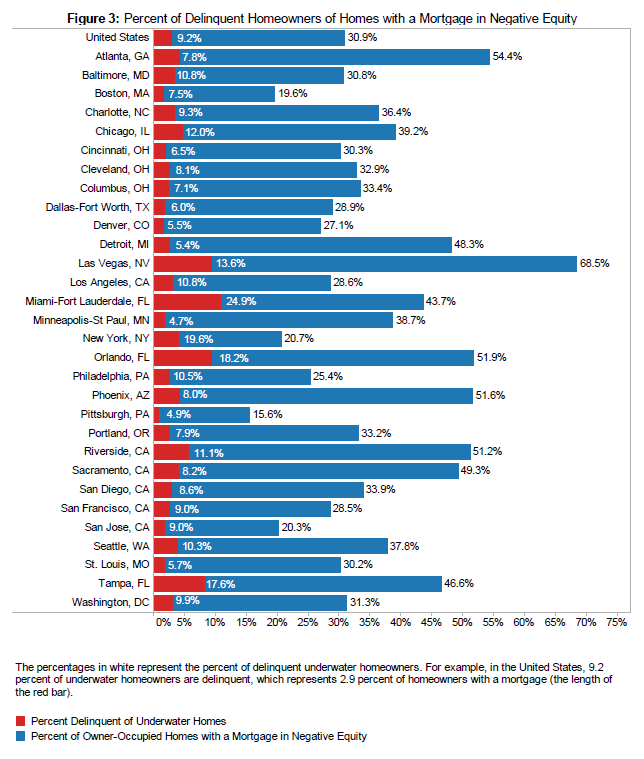 Figure 3: Percent of Delinquent Homeowners of Homes with a Mortgage in Negative Equity
United States 9.2% 30.9%
Atlanta, GA 7.8% 54.4%
Baltimore, MD 10.8% 30.8%
Boston, MA 7.5% 19.6%
Charlotte, NC 9.3% 36.4%
Chicago, IL 12.0% 39.2%
Cincinnati, OH 6.5% 30.3%
Cleveland, OH 8.1% 32.9%
Columbus, OH 7.1% 33.4%
Dallas-Fort Worth, TX 6.0% 28.9%
Denver, CO 5.5% 27.1%
Detroit, MI 5.4% 48.3%
Las Vegas, NV 13.6% 68.5%
Los Angeles, CA 10.8% 28.6%
Miami-Fort Lauderdale, FL 24.9% 43.7%
Minneapolis-St Paul, MN 4.7% 38.7%
New York, NY 19.6% 20.7%
Orlando, FL 18.2% 51.9%
Philadelphia, PA 10.5% 25.4%
Phoenix, AZ 8.0% 51.6%
Pittsburgh, PA 4.9% 15.6%
Portland, OR 7.9% 33.2%
Riverside, CA 11.1% 51.2%
Sacramento, CA 8.2% 49.3%
San Diego, CA 8.6% 33.9%
San Francisco, CA 9.0% 28.5%
San Jose, CA 9.0% 20.3%
Seattle, WA 10.3% 37.8%
St. Louis, MO 5.7% 30.2%
Tampa, FL 17.6% 46.6%
Washington, DC 9.9% 31.3%
0% 5% 10% 15% 20% 25% 30% 35% 40% 45% 50% 55% 60% 65% 70% 75%
The percentages in white represent the percent of delinquent underwater homeowners. For example, in the United States, 9.2
percent of underwater homeowners are delinquent, which represents 2.9 percent of homeowners with a mortgage (the length of
the red bar).
Percent Delinquent of Underwater Homes
Percent of Owner-Occupied Homes with a Mortgage in Negative Equity